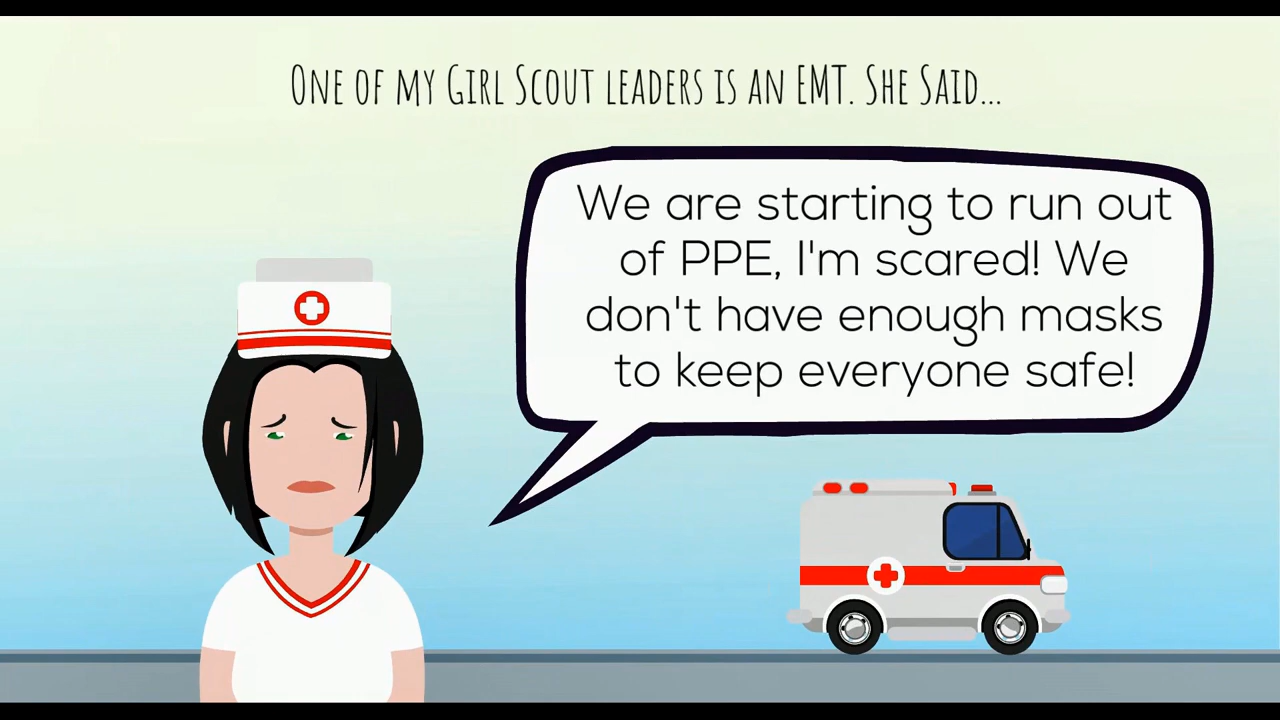 One of my Girl Scout leaders is an EMT. She Said...
We are starting to run out
of PPE, I'm scared! We
don't have enough masks
to keep everyone safe!